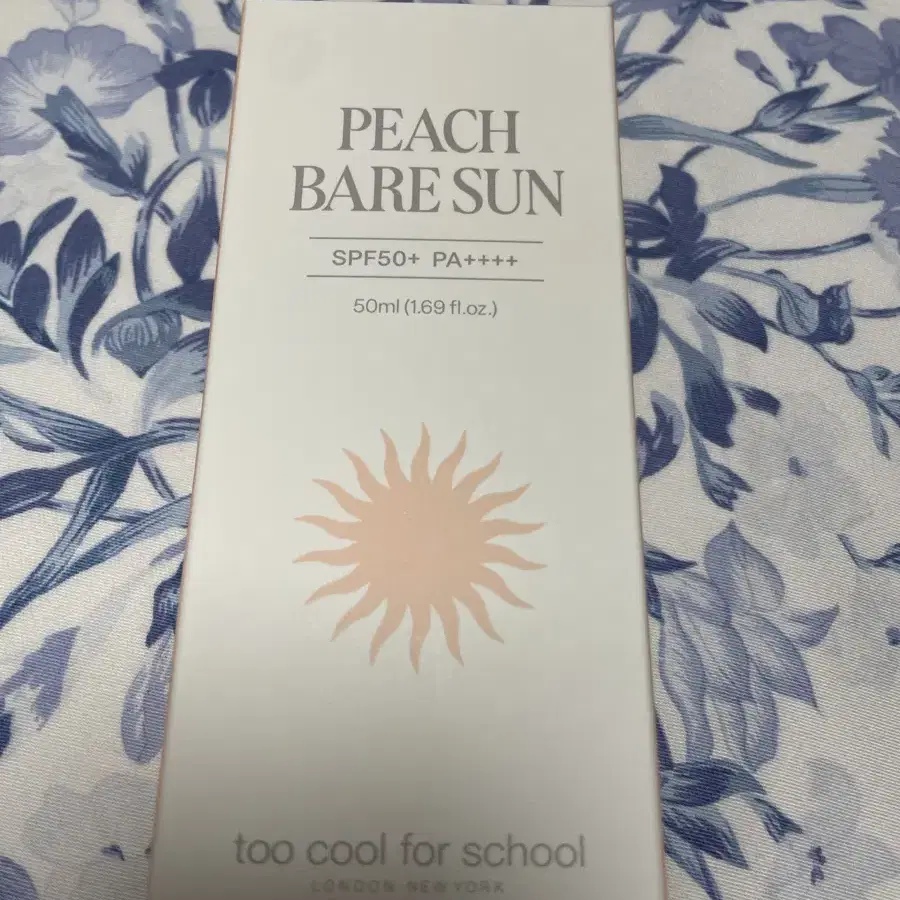 PEACH
BARE SUN
SPF50+ PA++++
50ml (1.69 fl.oz.)
too cool for school
LONDON NEW YORK